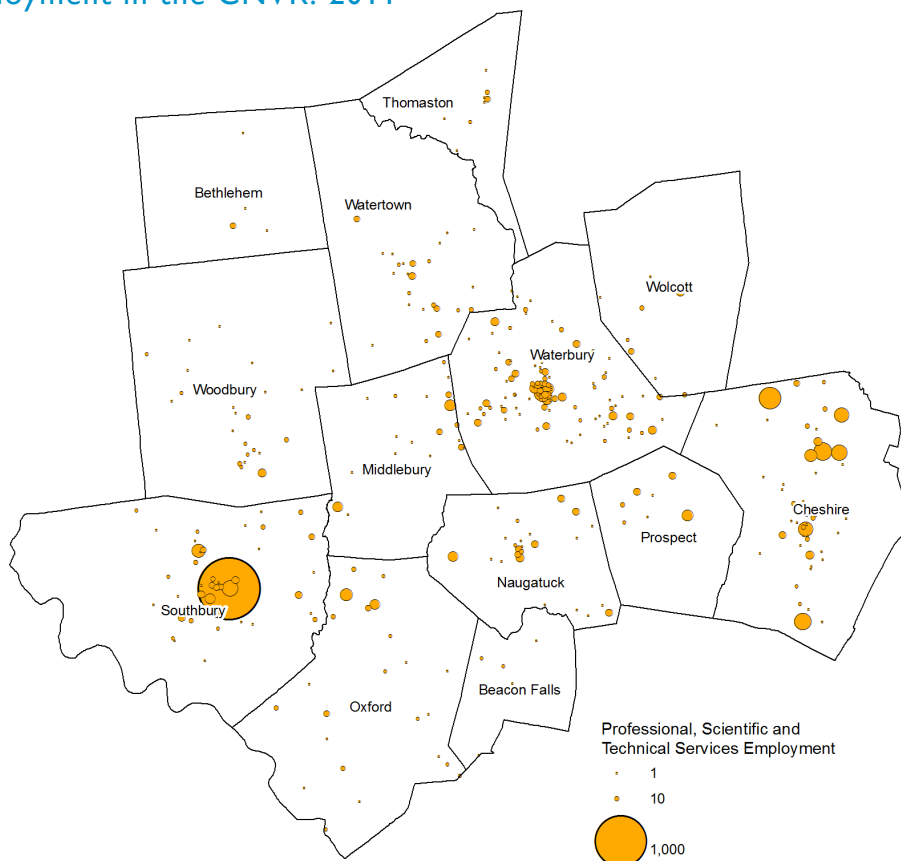 Thomaston
Bethlehem
Watertown
Wolcott
Waterbury
Woodbury
Middlebury
Cheshire
Prospect
Naugatuck
Southbury
Beacon Falls
Oxford
Professional, Scientific and
Technical Services Employment
1
10
1,000